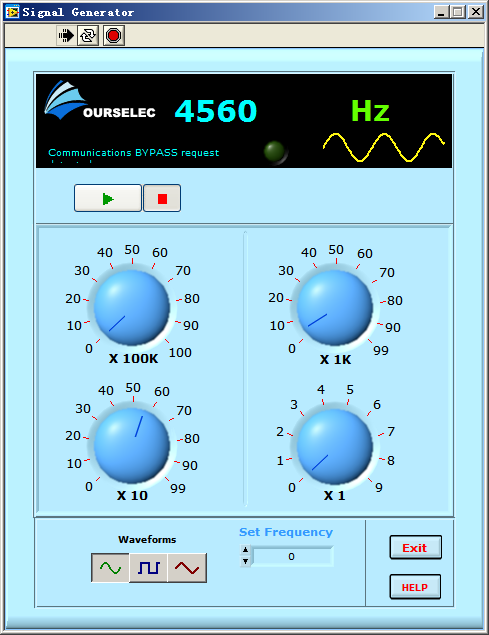 Signal Generator
OURSELEC
4560
Hz
Communications BYPASS request
50
40 60
30 70
20 80
10 90
0 100
X 100K
50
40 60
30 70
20 80
10 90
0 99
X 1K
50
40 60
30 70
20 80
10 90
0 99
X 10
4 5
3 6
2 7
1 8
0 9
X 1
Waveforms
Set Frequency
0
Exit
HELP